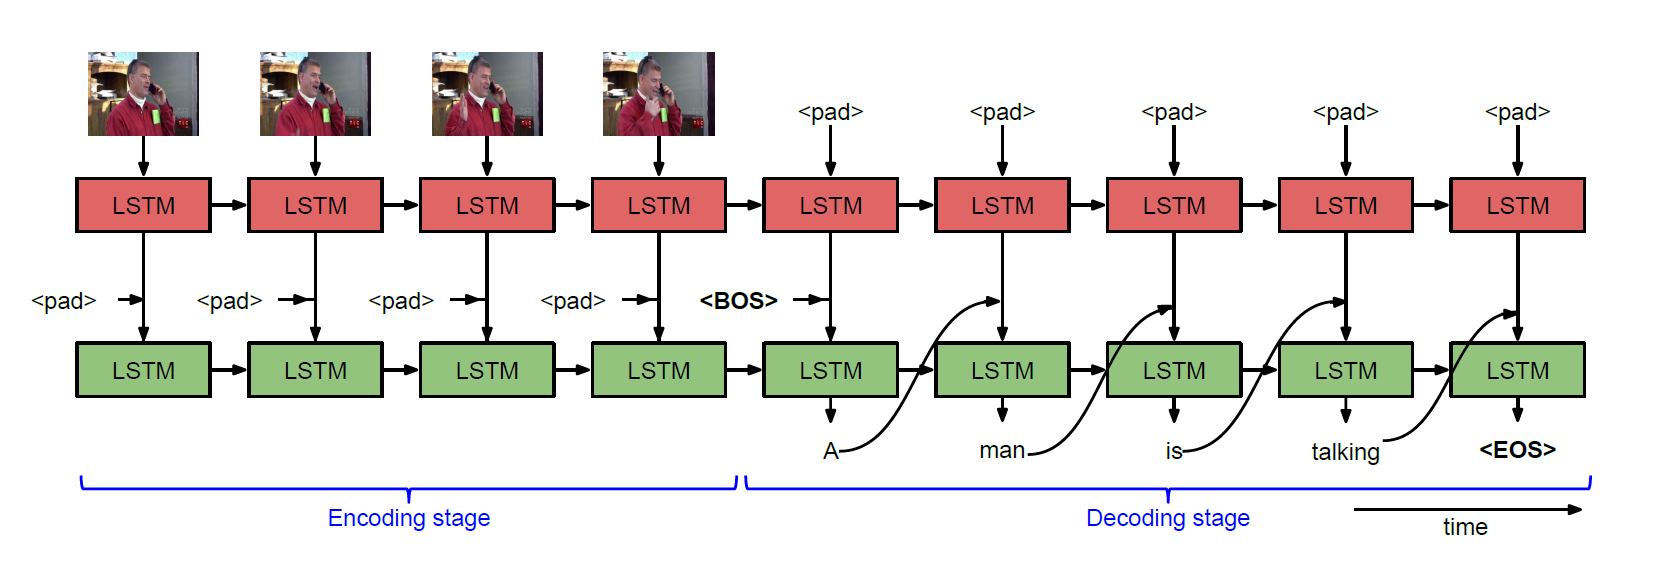 <pad> <pad> <pad> <pad> <pad>
LSTM LSTM LSTM LSTM LSTM LSTM LSTM LSTM LSTM
<pad> <pad> <pad> <pad> <BOS>
LSTM LSTM LSTM LSTM LSTM LSTM LSTM LSTM LSTM
A man is talking <EOS>
Encoding stage Decoding stage
time